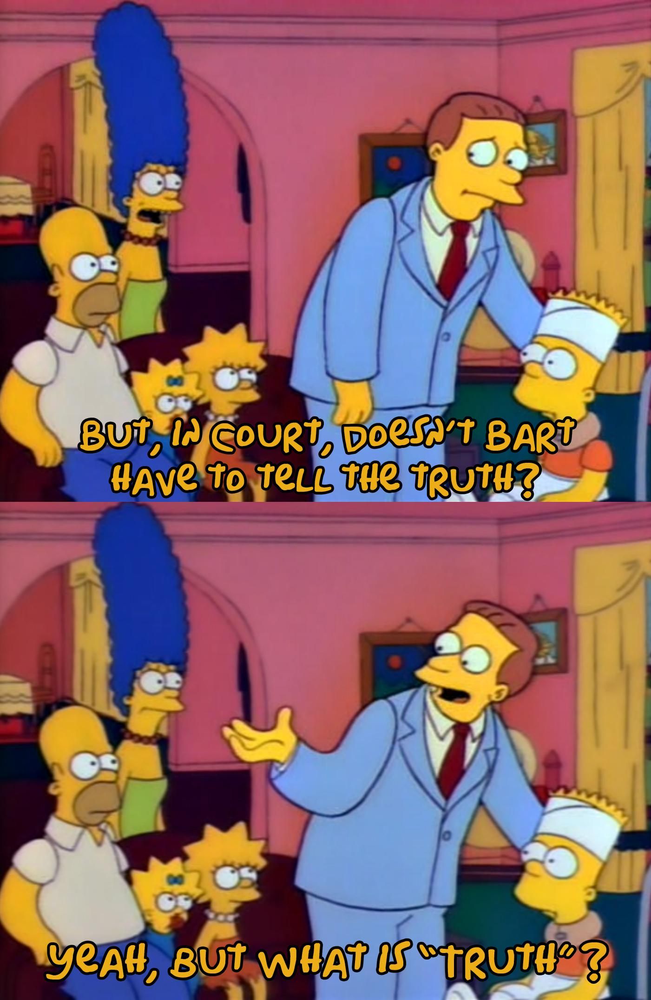 BUT, IN COURT, DOESN'T BART
HAVE TO TELL THE TRUTH?
YEAH, BUT WHAT IS "TRUTH"?